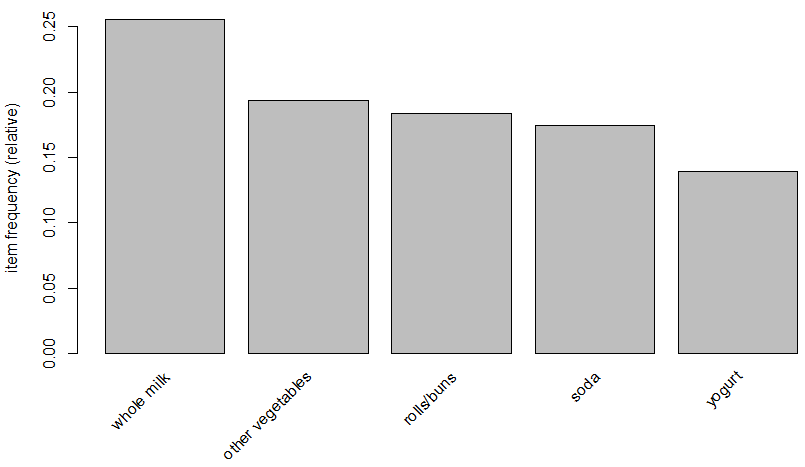 item frequency (relative)
0.25
0.20
0.15
0.10
0.05
0.00
whole milk
other vegetables
rolls/buns
soda
yogurt